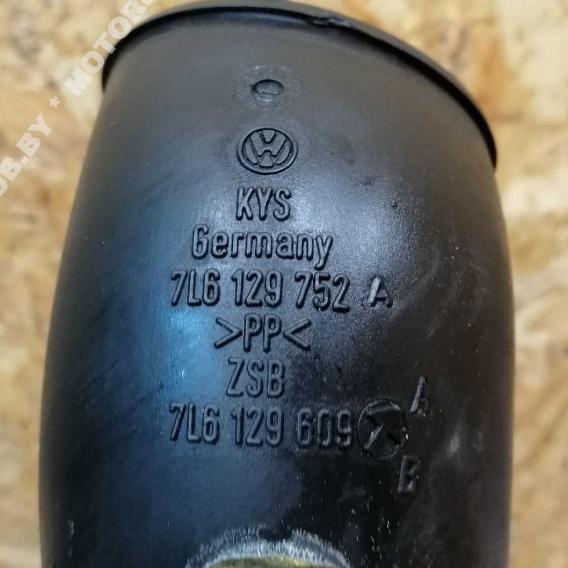 KYS
Germany
7L6 129 752 A
>PP<
ZSB
7L6 129 609 A
B